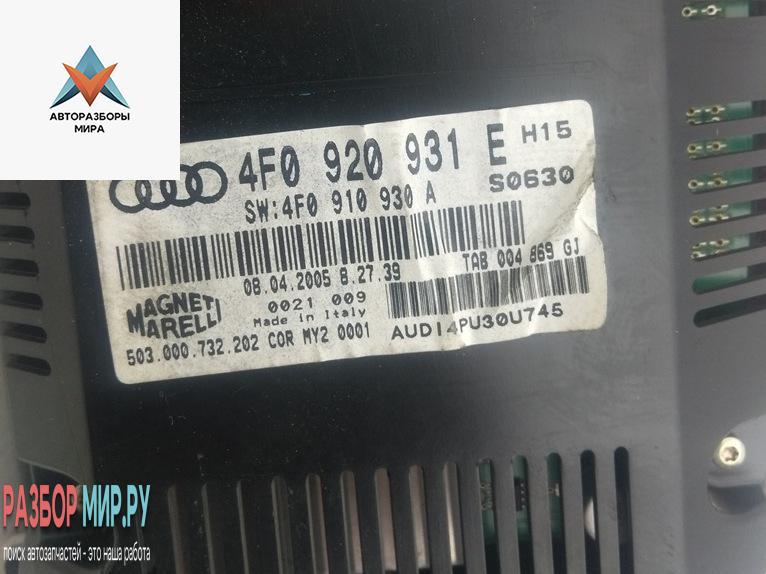 АВТОРАЗБОРЫ
МИРА
4F0 920 931 E H15
SW:4F0 910 930 A S0630
TAB 004 869 GJ
08.04.2005 8.27.39
MAGNETI
MARELLI
0021 009
Made in Italy
503.000.732.202 COR MY2 0001
AUDI4PU30U745
РАЗБОРМИР.РУ
поиск автозапчастей - это наша работа